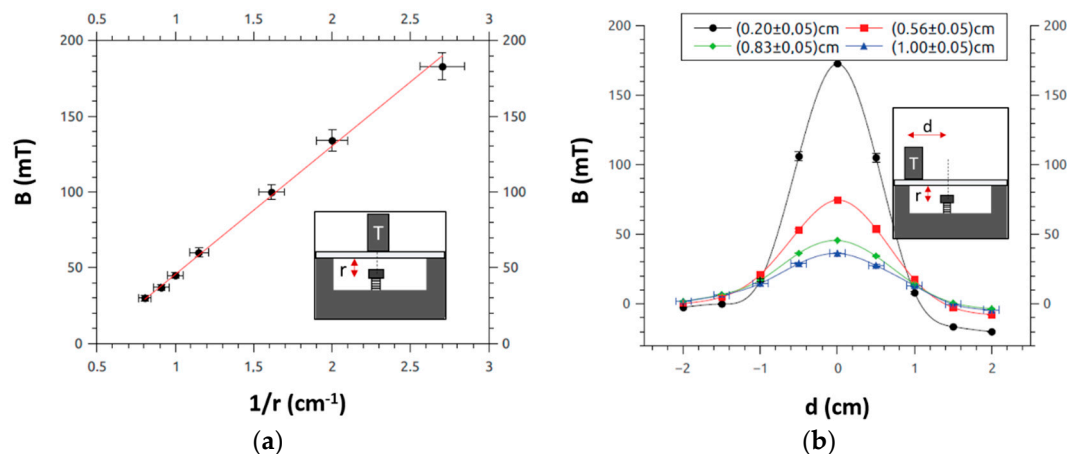 0.5 1 1.5 2 2.5 3
200 200
150 150
100 100
50 50
0 0
0.5 1 1.5 2 2.5 3
B (mT)
1/r (cm-1)
T
r
(a)
(0.20±0.05)cm (0.56±0.05)cm
(0.83±0,05)cm (1.00±0.05)cm
200
150 150
100 100
50 50
0 0
−2 −1 0 1 2
B (mT)
d (cm)
d
T
r
(b)